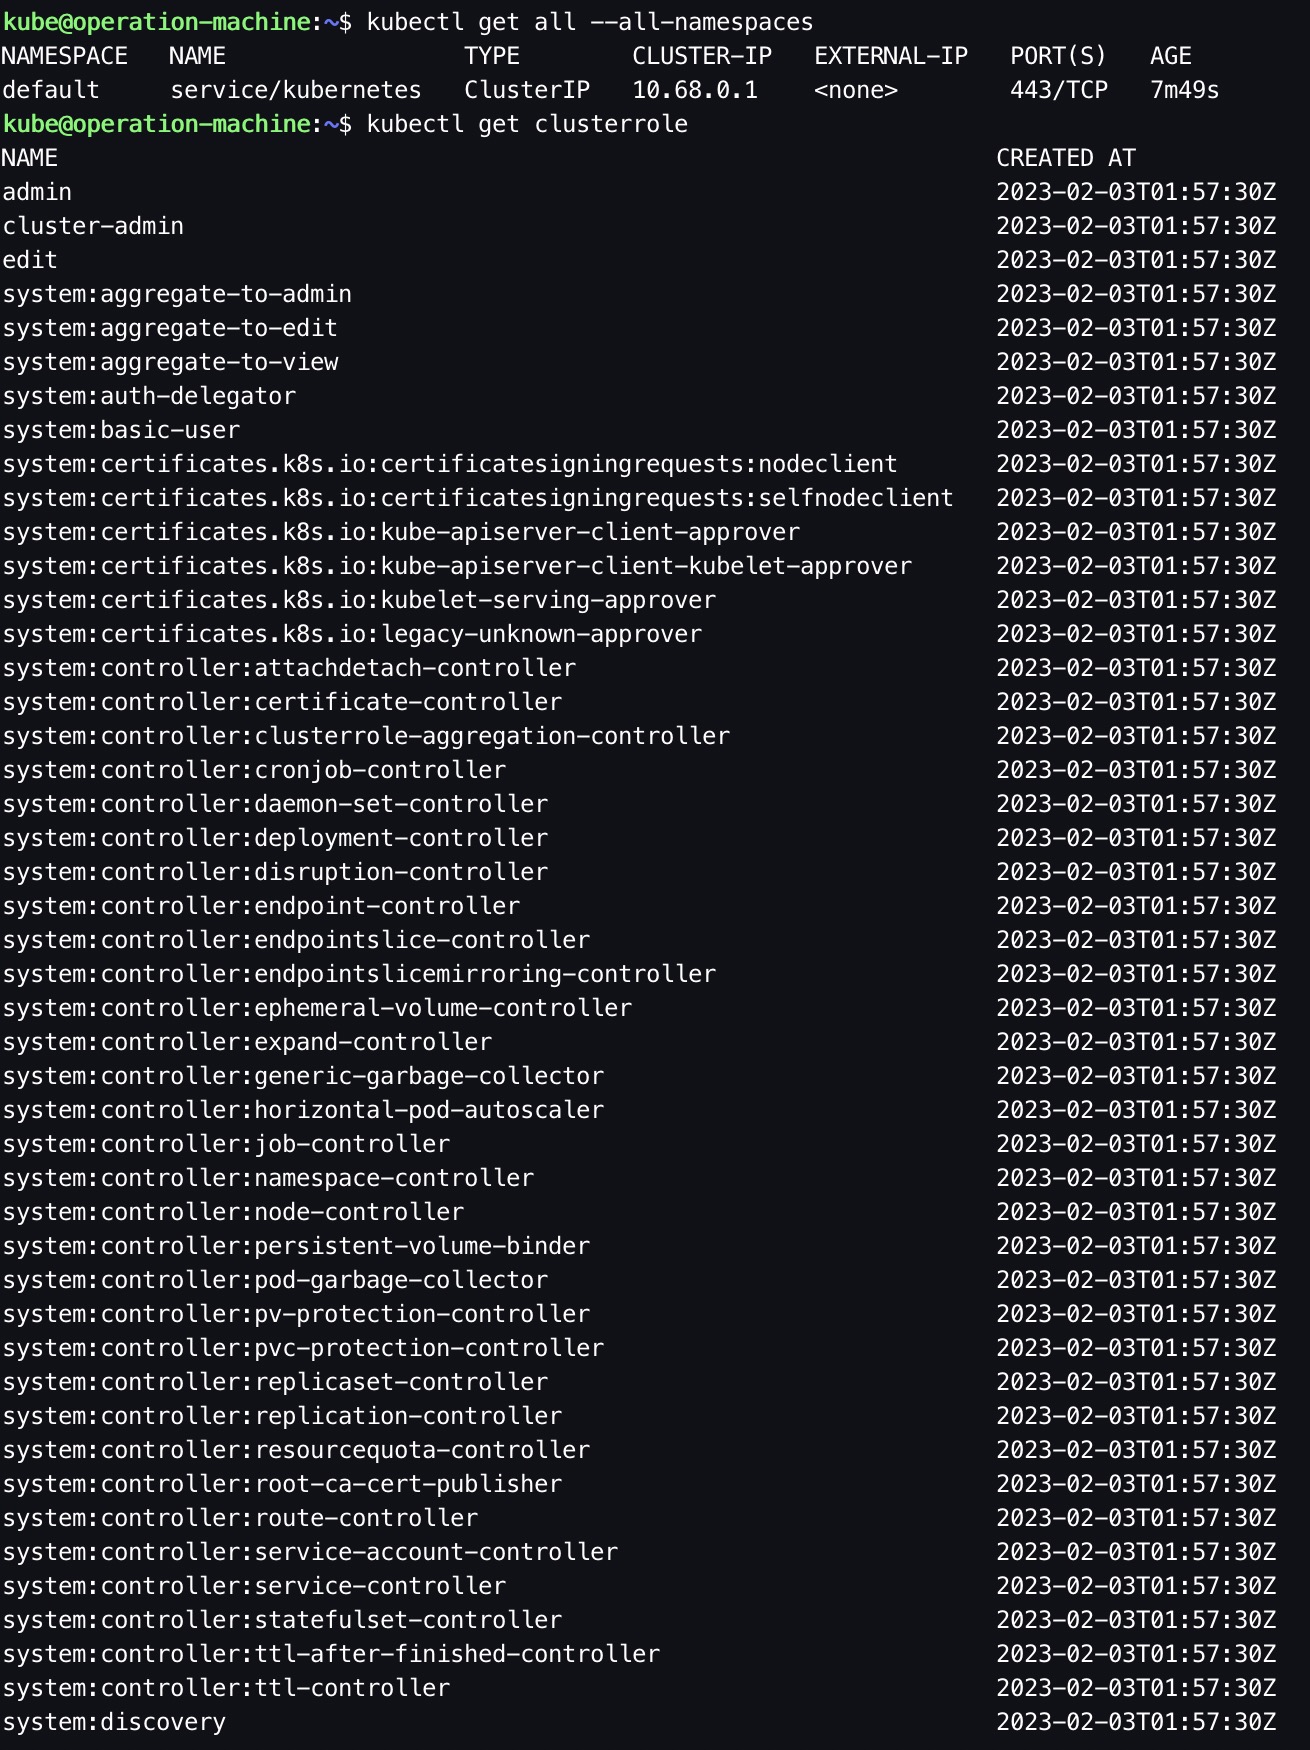 kube@operation-machine:~$ kubectl get all --all-namespaces
NAMESPACE   NAME                 TYPE        CLUSTER-IP   EXTERNAL-IP   PORT(S)   AGE
default     service/kubernetes   ClusterIP   10.68.0.1    <none>        443/TCP   7m49s
kube@operation-machine:~$ kubectl get clusterrole
NAME                                                                   CREATED AT
admin                                                                  2023-02-03T01:57:30Z
cluster-admin                                                          2023-02-03T01:57:30Z
edit                                                                   2023-02-03T01:57:30Z
system:aggregate-to-admin                                              2023-02-03T01:57:30Z
system:aggregate-to-edit                                               2023-02-03T01:57:30Z
system:aggregate-to-view                                               2023-02-03T01:57:30Z
system:auth-delegator                                                  2023-02-03T01:57:30Z
system:basic-user                                                      2023-02-03T01:57:30Z
system:certificates.k8s.io:certificatesigningrequests:nodeclient       2023-02-03T01:57:30Z
system:certificates.k8s.io:certificatesigningrequests:selfnodeclient   2023-02-03T01:57:30Z
system:certificates.k8s.io:kube-apiserver-client-approver              2023-02-03T01:57:30Z
system:certificates.k8s.io:kube-apiserver-client-kubelet-approver      2023-02-03T01:57:30Z
system:certificates.k8s.io:kubelet-serving-approver                    2023-02-03T01:57:30Z
system:certificates.k8s.io:legacy-unknown-approver                     2023-02-03T01:57:30Z
system:controller:attachdetach-controller                              2023-02-03T01:57:30Z
system:controller:certificate-controller                               2023-02-03T01:57:30Z
system:controller:clusterrole-aggregation-controller                   2023-02-03T01:57:30Z
system:controller:cronjob-controller                                   2023-02-03T01:57:30Z
system:controller:daemon-set-controller                                2023-02-03T01:57:30Z
system:controller:deployment-controller                                2023-02-03T01:57:30Z
system:controller:disruption-controller                                2023-02-03T01:57:30Z
system:controller:endpoint-controller                                  2023-02-03T01:57:30Z
system:controller:endpointslice-controller                             2023-02-03T01:57:30Z
system:controller:endpointslicemirroring-controller                    2023-02-03T01:57:30Z
system:controller:ephemeral-volume-controller                          2023-02-03T01:57:30Z
system:controller:expand-controller                                    2023-02-03T01:57:30Z
system:controller:generic-garbage-collector                            2023-02-03T01:57:30Z
system:controller:horizontal-pod-autoscaler                            2023-02-03T01:57:30Z
system:controller:job-controller                                       2023-02-03T01:57:30Z
system:controller:namespace-controller                                 2023-02-03T01:57:30Z
system:controller:node-controller                                      2023-02-03T01:57:30Z
system:controller:persistent-volume-binder                             2023-02-03T01:57:30Z
system:controller:pod-garbage-collector                                2023-02-03T01:57:30Z
system:controller:pv-protection-controller                             2023-02-03T01:57:30Z
system:controller:pvc-protection-controller                            2023-02-03T01:57:30Z
system:controller:replicaset-controller                                2023-02-03T01:57:30Z
system:controller:replication-controller                               2023-02-03T01:57:30Z
system:controller:resourcequota-controller                             2023-02-03T01:57:30Z
system:controller:root-ca-cert-publisher                               2023-02-03T01:57:30Z
system:controller:route-controller                                     2023-02-03T01:57:30Z
system:controller:service-account-controller                           2023-02-03T01:57:30Z
system:controller:service-controller                                   2023-02-03T01:57:30Z
system:controller:statefulset-controller                               2023-02-03T01:57:30Z
system:controller:ttl-after-finished-controller                        2023-02-03T01:57:30Z
system:controller:ttl-controller                                       2023-02-03T01:57:30Z
system:discovery                                                       2023-02-03T01:57:30Z